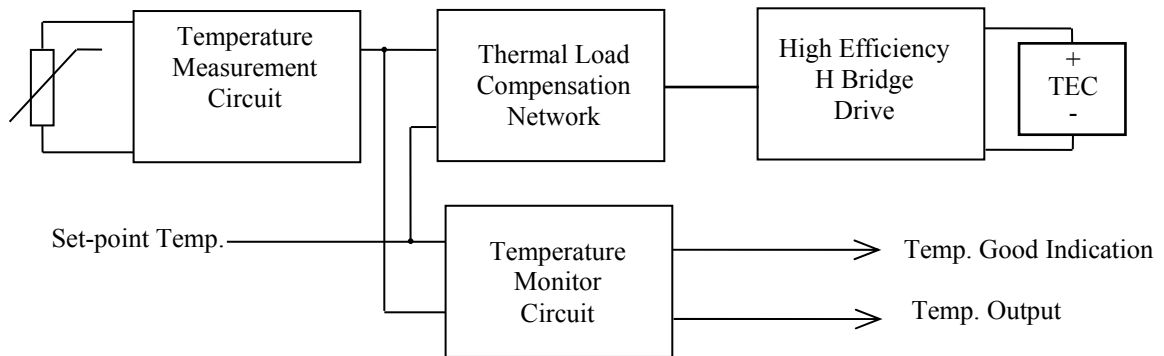 Temperature
Measurement
Circuit
Thermal Load
Compensation
Network
High Efficiency
H Bridge
Drive
+
TEC
-
Set-point Temp.
Temperature
Monitor
Circuit
Temp. Good Indication
Temp. Output